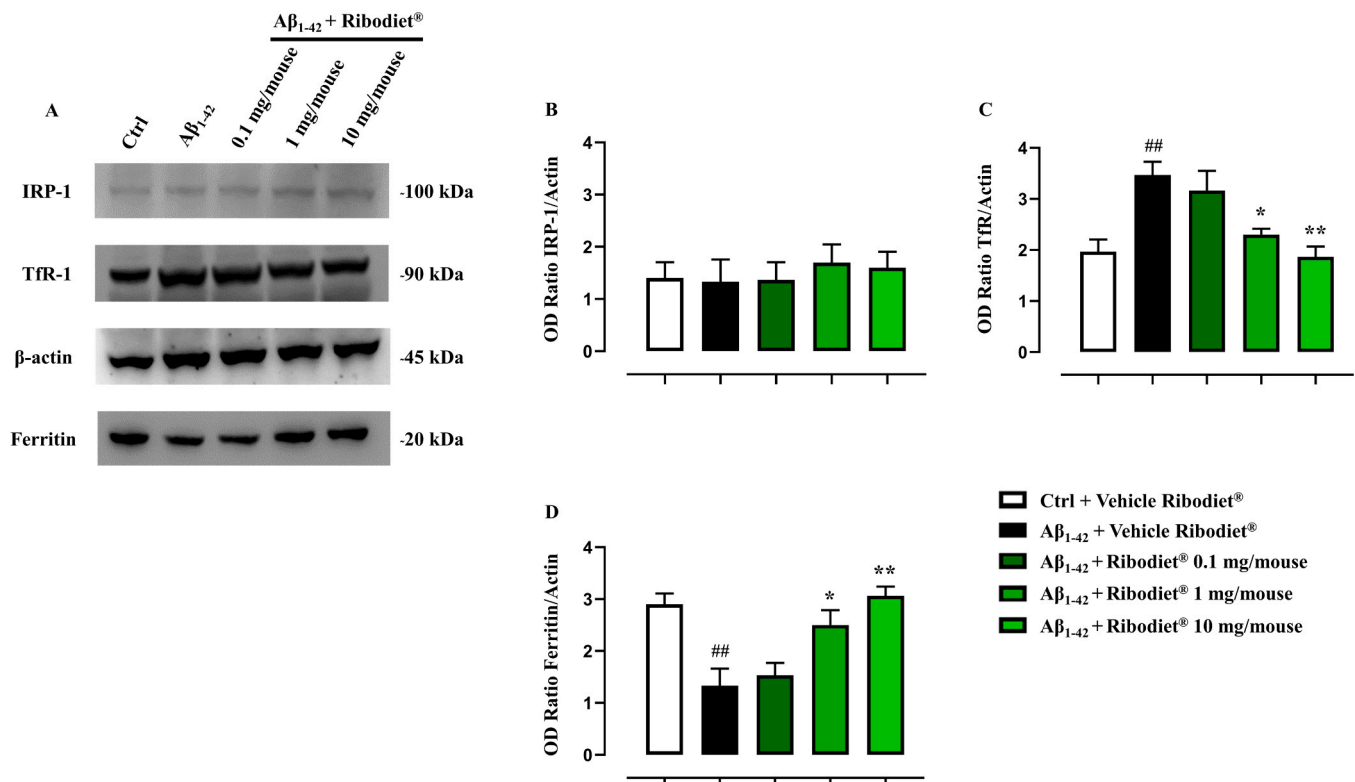 Aβ1-42 + Ribodiet®
A
Ctrl
Aβ1-42
0.1 mg/mouse
1 mg/mouse
10 mg/mouse
IRP-1
-100 kDa
TfR-1
-90 kDa
β-actin
-45 kDa
Ferritin
-20 kDa
B
OD Ratio IRP-1/Actin
4
3
2
1
0
C
OD Ratio TfR/Actin
4
3
2
1
0
##
*
**
D
OD Ratio Ferritin/Actin
4
3
2
1
0
##
*
**
Ctrl + Vehicle Ribodiet®
Aβ1-42 + Vehicle Ribodiet®
Aβ1-42 + Ribodiet® 0.1 mg/mouse
Aβ1-42 + Ribodiet® 1 mg/mouse
Aβ1-42 + Ribodiet® 10 mg/mouse